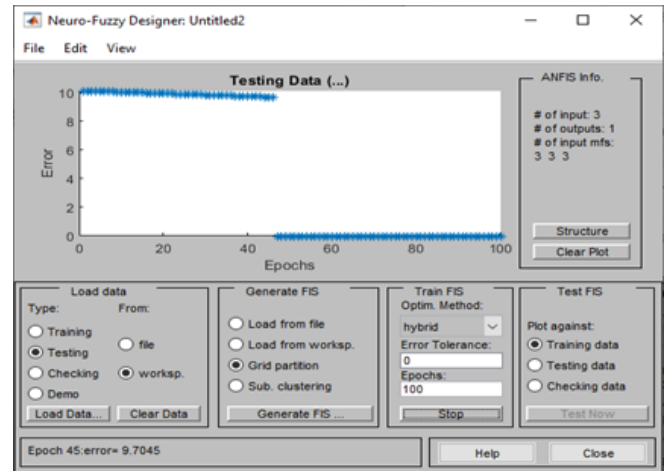 Neuro-Fuzzy Designer: Untitled2
File Edit View
Testing Data (...)
Error
10
8
6
4
2
0
0 20 40 60 80 100
Epochs
ANFIS Info.
# of input: 3
# of outputs: 1
# of input mfs:
3 3 3
Structure
Clear Plot
Load data
Type: From:
Training
Testing
Checking
Demo
file
worksp.
Load Data... Clear Data
Generate FIS
Load from file
Load from worksp.
Grid partition
Sub. clustering
Generate FIS ...
Train FIS
Optim. Method:
hybrid
Error Tolerance:
0
Epochs:
100
Stop
Test FIS
Plot against:
Training data
Testing data
Checking data
Test Now
Epoch 45:error= 9.7045
Help Close